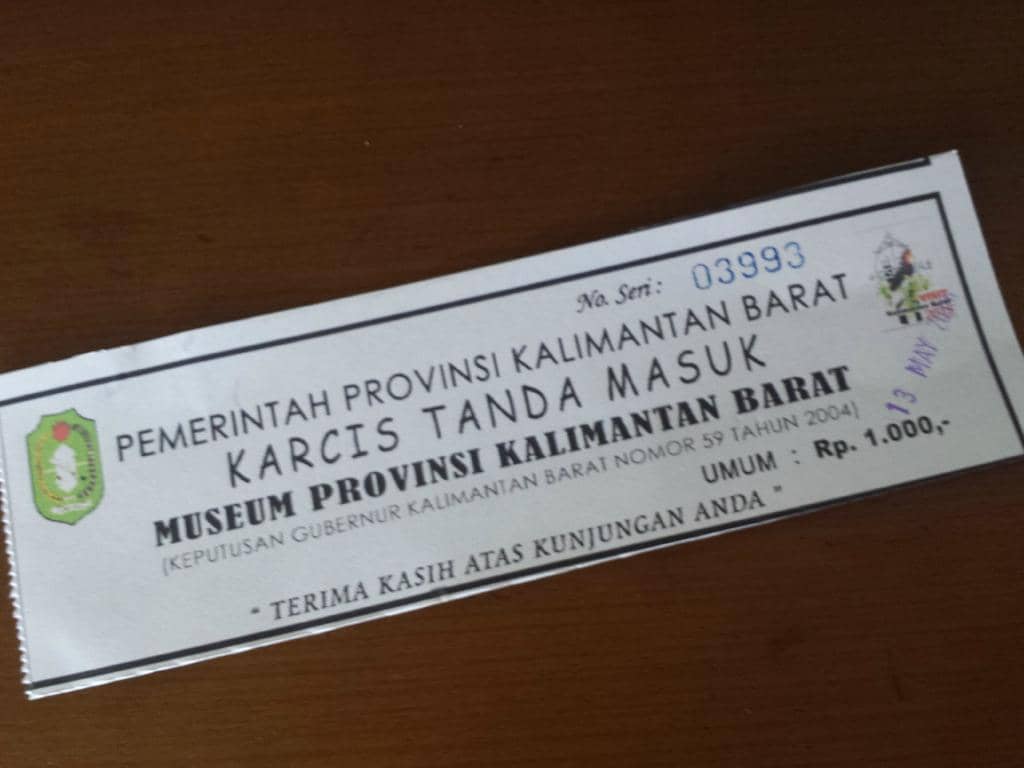 No. Seri : 03993
PEMERINTAH PROVINSI KALIMANTAN BARAT
KARCIS TANDA MASUK
MUSEUM PROVINSI KALIMANTAN BARAT
(KEPUTUSAN GUBERNUR KALIMANTAN BARAT NOMOR 59 TAHUN 2004)
UMUM : Rp. 1.000,-
" TERIMA KASIH ATAS KUNJUNGAN ANDA "
VISIT
13 MAY